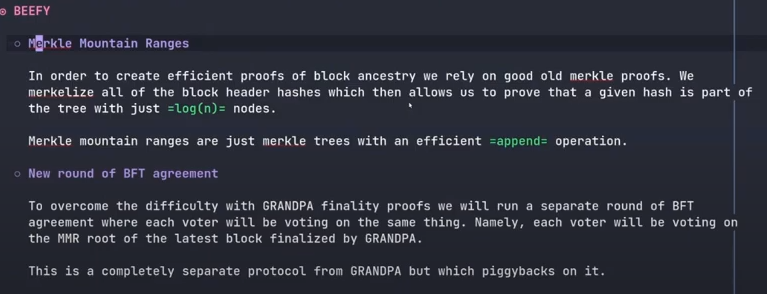 BEEFY
Merkle Mountain Ranges
In order to create efficient proofs of block ancestry we rely on good old merkle proofs. We
merkelize all of the block header hashes which then allows us to prove that a given hash is part of
the tree with just =log(n)= nodes.
Merkle mountain ranges are just merkle trees with an efficient =append= operation.
New round of BFT agreement
To overcome the difficulty with GRANDPA finality proofs we will run a separate round of BFT
agreement where each voter will be voting on the same thing. Namely, each voter will be voting on
the MMR root of the latest block finalized by GRANDPA.
This is a completely separate protocol from GRANDPA but which piggybacks on it.